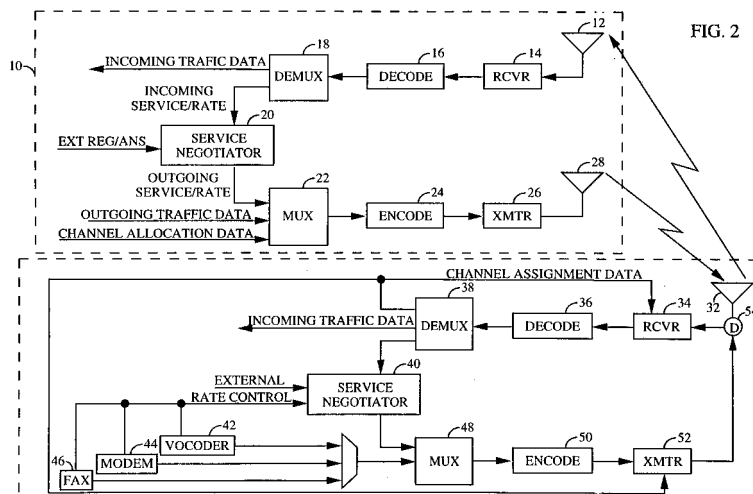 FIG. 2
12
18
16
14
10
INCOMING TRAFIC DATA
DEMUX
DECODE
RCVR
INCOMING
SERVICE/RATE
20
EXT REG/ANS
SERVICE
NEGOTIATOR
28
OUTGOING
SERVICE/RATE
22
24
26
MUX
ENCODE
XMTR
OUTGOING TRAFFIC DATA
CHANNEL ALLOCATION DATA
CHANNEL ASSIGNMENT DATA
32
38
36
34
54
INCOMING TRAFFIC DATA
DEMUX
DECODE
RCVR
D
40
EXTERNAL
RATE CONTROL
SERVICE
NEGOTIATOR
42
VOCODER
44
MODEM
46
FAX
48
50
52
MUX
ENCODE
XMTR